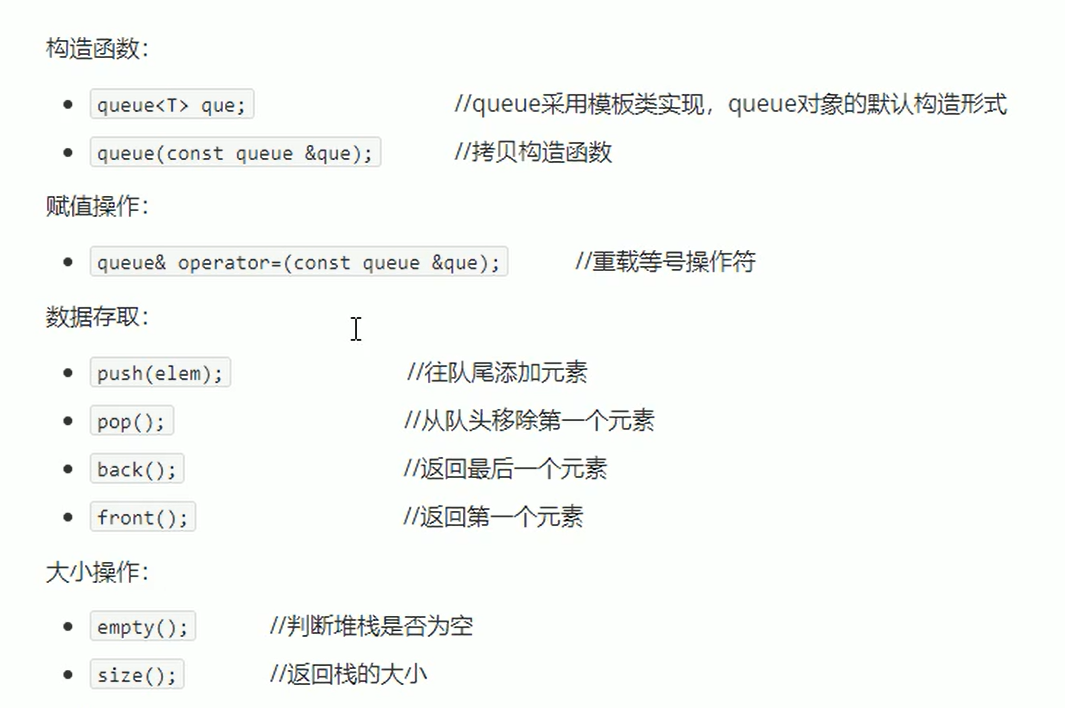 构造函数：
queue<T> que; //queue采用模板类实现，queue对象的默认构造形式
queue(const queue &que); //拷贝构造函数
赋值操作：
queue& operator=(const queue &que); //重载等号操作符
数据存取：
push(elem); //往队尾添加元素
pop(); //从队头移除第一个元素
back(); //返回最后一个元素
front(); //返回第一个元素
大小操作：
empty(); //判断堆栈是否为空
size(); //返回栈的大小